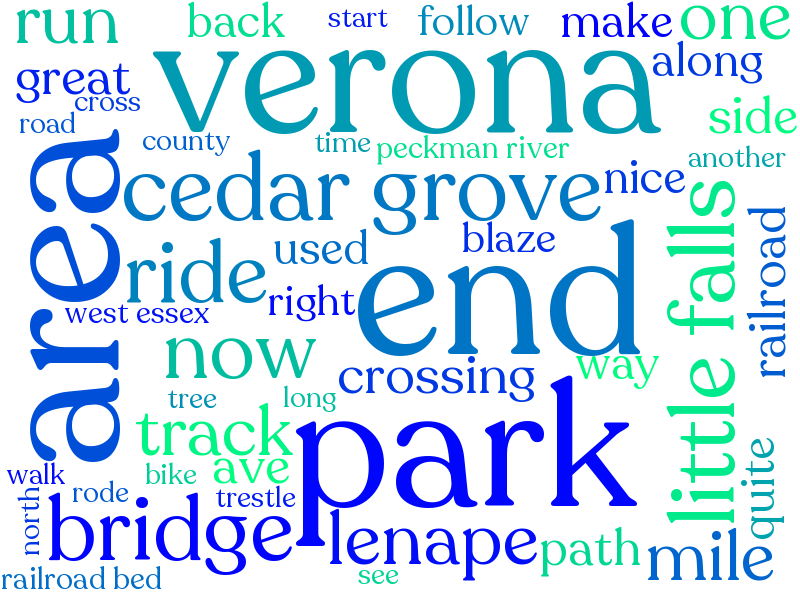 run
back
start
follow
make
one
great
cross
verona
along
road
area
county
time
peckman river
side
another
cedar grove
nice
ride
used
blaze
end
little falls
railroad
west essex
right
now
crossing
way
tree
long
track
park
ave
walk
bike
rode
trestle
quite
north
bridge
lenape
path
mile
railroad bed
see